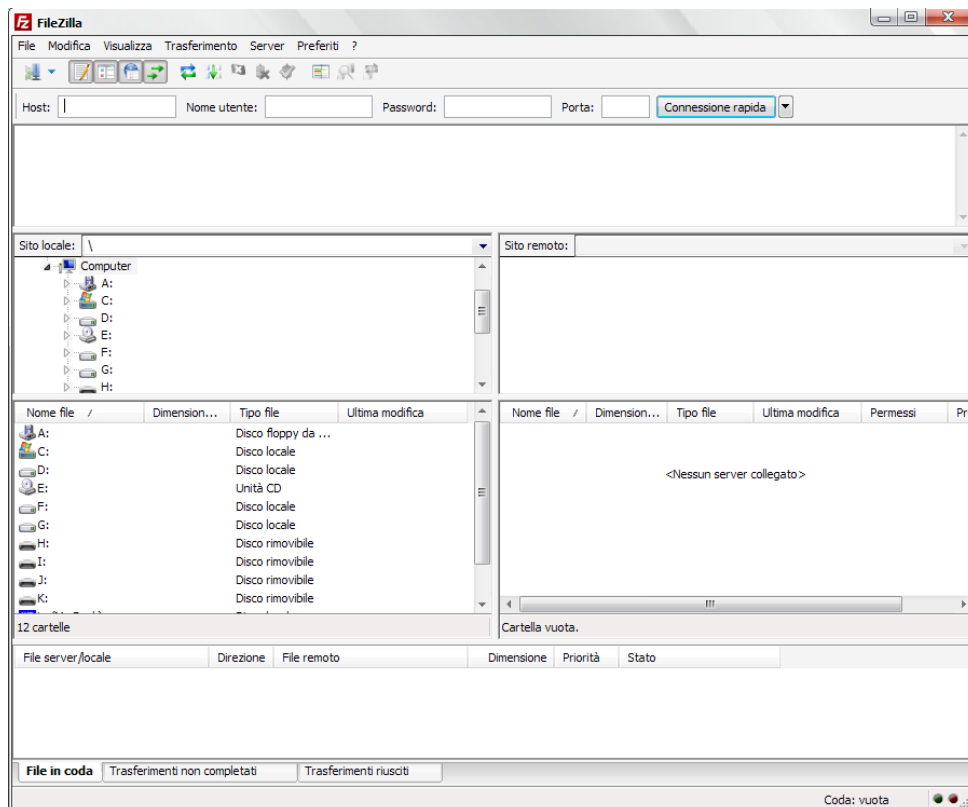 FileZilla
File Modifica Visualizza Trasferimento Server Preferiti ?
Host: Nome utente: Password: Porta: Connessione rapida
Sito locale: \
Computer
A:
C:
D:
E:
F:
G:
H:
Sito remoto:
Nome file / Dimension... Tipo file Ultima modifica
A: Disco floppy da ...
C: Disco locale
D: Disco locale
E: Unità CD
F: Disco locale
G: Disco locale
H: Disco rimovibile
I: Disco rimovibile
J: Disco rimovibile
K: Disco rimovibile
12 cartelle
Nome file / Dimension... Tipo file Ultima modifica Permessi Pr
<Nessun server collegato>
Cartella vuota.
File server/locale Direzione File remoto Dimensione Priorità Stato
File in coda Trasferimenti non completati Trasferimenti riusciti
Coda: vuota